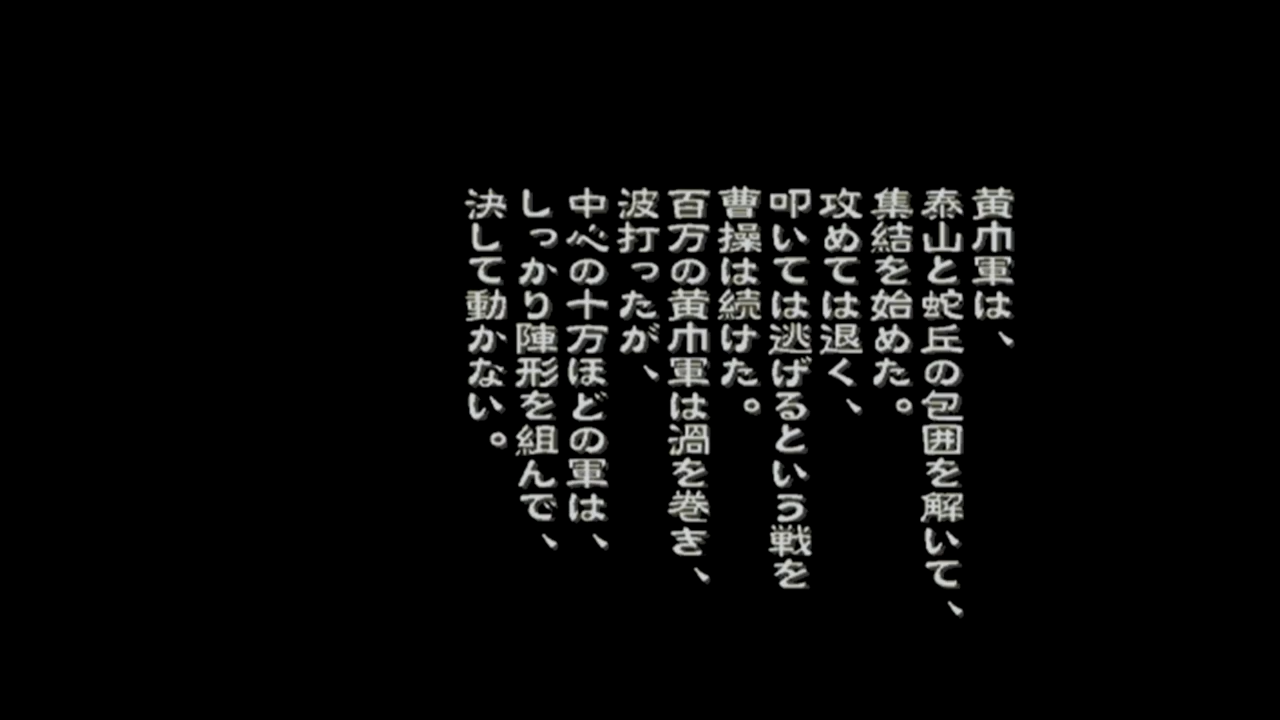 黄巾軍は、
泰山と蛇丘の包囲を解いて、
集結を始めた。
攻めては退く、
叩いては逃げるという戦を
曹操は続けた。
百万の黄巾軍は渦を巻き、
波打ったが、
中べの十万ほどの軍は、
しっかり陣形を組んで、
決して動かない。